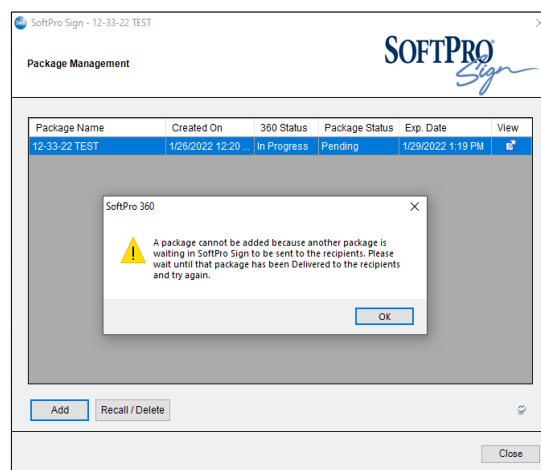 360
SoftPro Sign - 12-33-22 TEST
Package Management
SOFTPRO
Sign
Package Name Created On 360 Status Package Status Exp. Date View
12-33-22 TEST 1/26/2022 12:20 ... In Progress Pending 1/29/2022 1:19 PM
SoftPro 360
A package cannot be added because another package is
waiting in SoftPro Sign to be sent to the recipients. Please
wait until that package has been Delivered to the recipients
and try again.
OK
Add Recall / Delete
Close